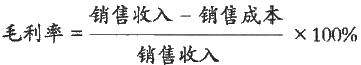 毛利率 = (销售收入 - 销售成本) / 销售收入 × 100%